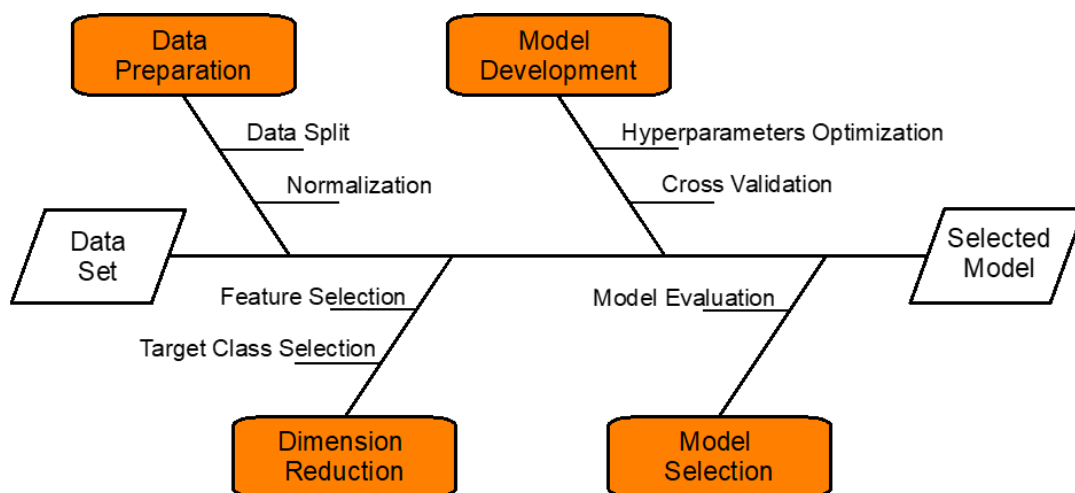 Data
Preparation
Model
Development
Data Split
Hyperparameters Optimization
Normalization
Cross Validation
Data
Set
Selected
Model
Feature Selection
Model Evaluation
Target Class Selection
Dimension
Reduction
Model
Selection